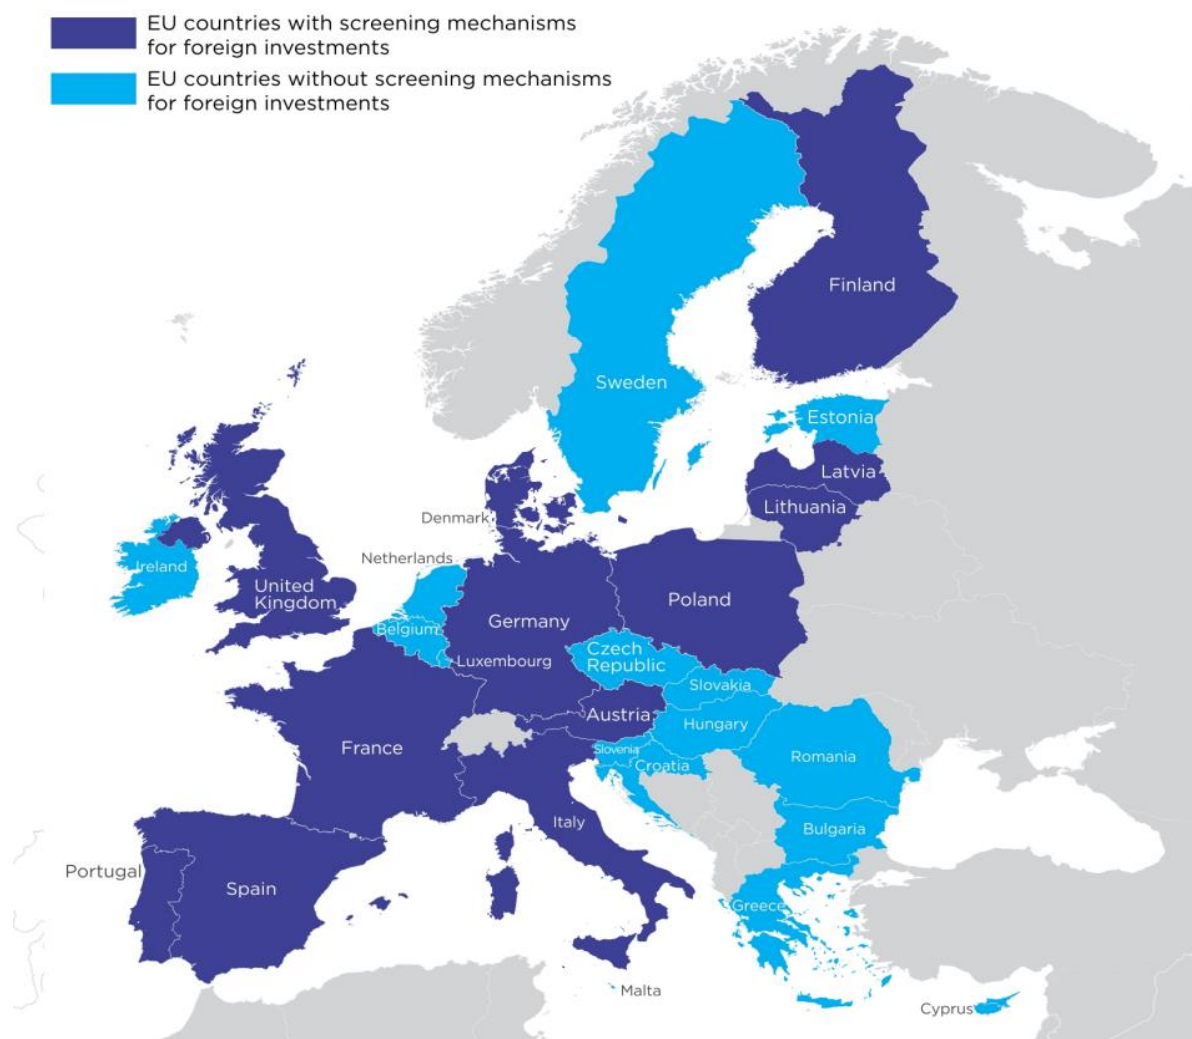 EU countries with screening mechanisms
for foreign investments
EU countries without screening mechanisms
for foreign investments
Finland
Sweden
Estonia
Latvia
Lithuania
Denmark
Netherlands
Ireland
United
Kingdom
Belgium
Germany
Poland
Luxembourg
Czech
Republic
Slovakia
Austria
Hungary
France
Slovenia
Croatia
Romania
Italy
Bulgaria
Portugal
Spain
Greece
Malta
Cyprus